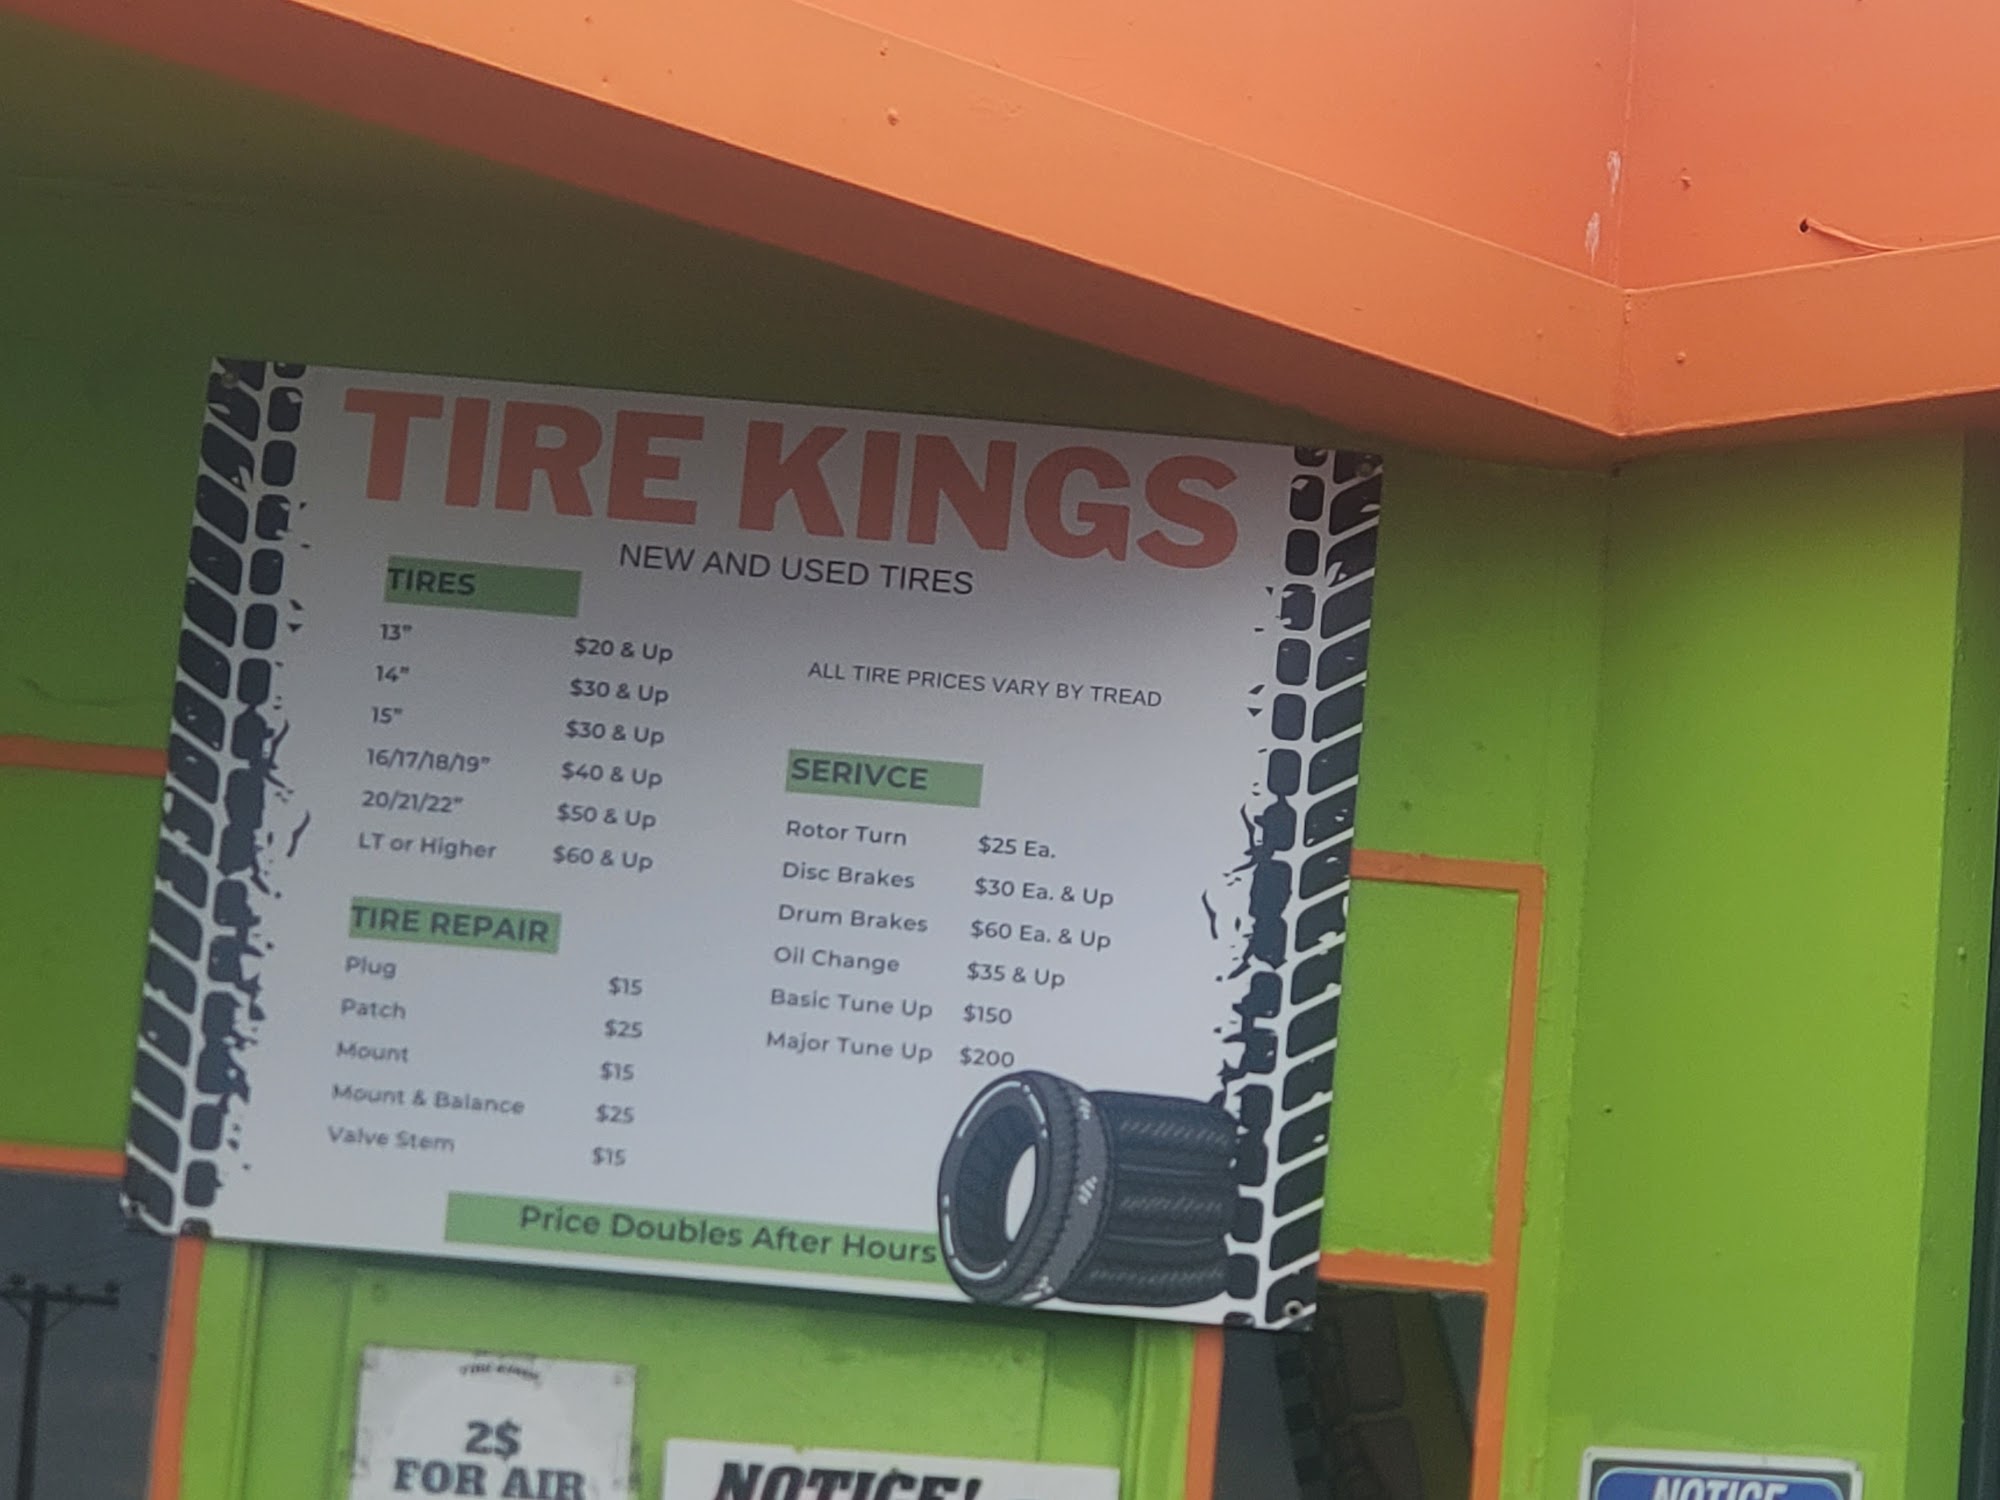 TIRE KINGS
NEW AND USED TIRES
TIRES
13" $20 & Up
14" $30 & Up
15" $30 & Up
16/17/18/19" $40 & Up
20/21/22" $50 & Up
LT or Higher $60 & Up
TIRE REPAIR
Plug $15
Patch $25
Mount $15
Mount & Balance $25
Valve Stem $15
ALL TIRE PRICES VARY BY TREAD
SERIVCE
Rotor Turn $25 Ea.
Disc Brakes $30 Ea. & Up
Drum Brakes $60 Ea. & Up
Oil Change $35 & Up
Basic Tune Up $150
Major Tune Up $200
Price Doubles After Hours
TIRE KINGS
2$
FOR AIR
NOTICE!
NOTICE